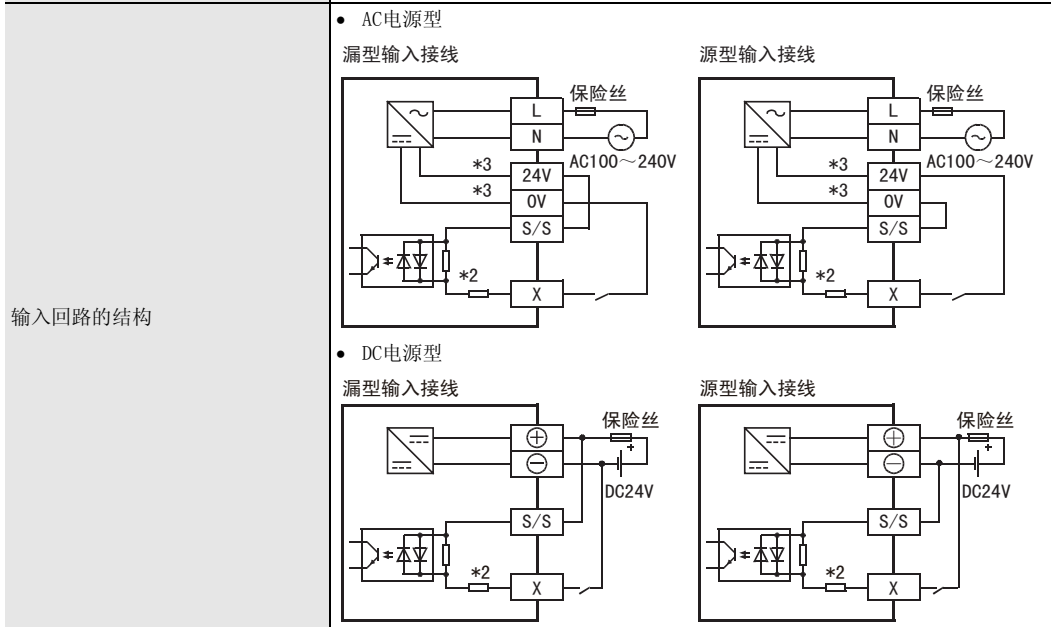 输入回路的结构
• AC电源型
漏型输入接线
L
N
24V
0V
S/S
X
*3
*3
*2
保险丝
AC100～240V
源型输入接线
L
N
24V
0V
S/S
X
*3
*3
*2
保险丝
AC100～240V
• DC电源型
漏型输入接线
S/S
X
*2
保险丝
+
DC24V
源型输入接线
S/S
X
*2
保险丝
+
DC24V